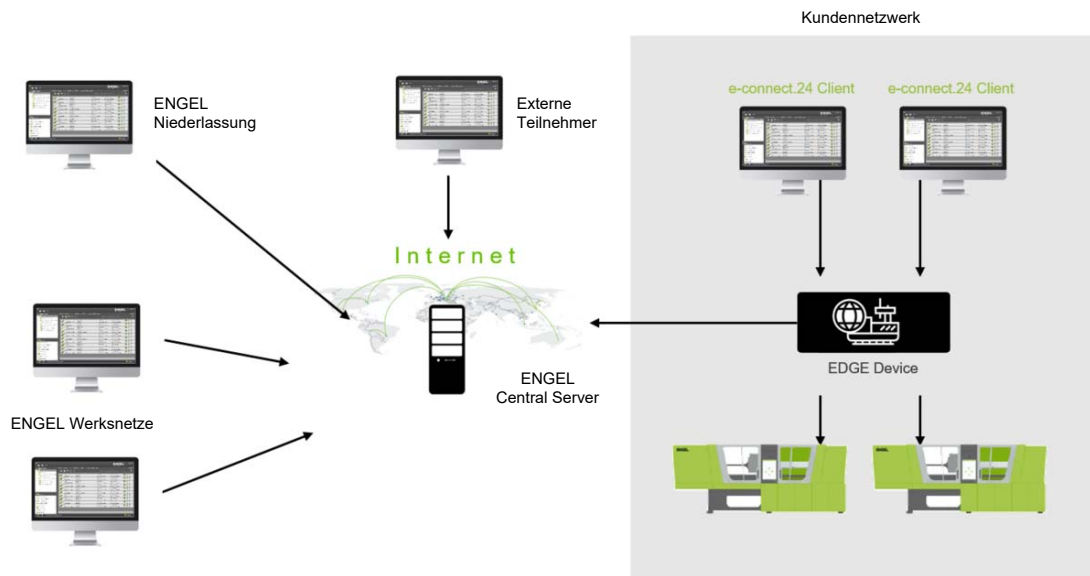 Kundennetzwerk
ENGEL
Niederlassung
Externe
Teilnehmer
e-connect.24 Client
e-connect.24 Client
Internet
EDGE Device
ENGEL
Central Server
ENGEL Werksnetze